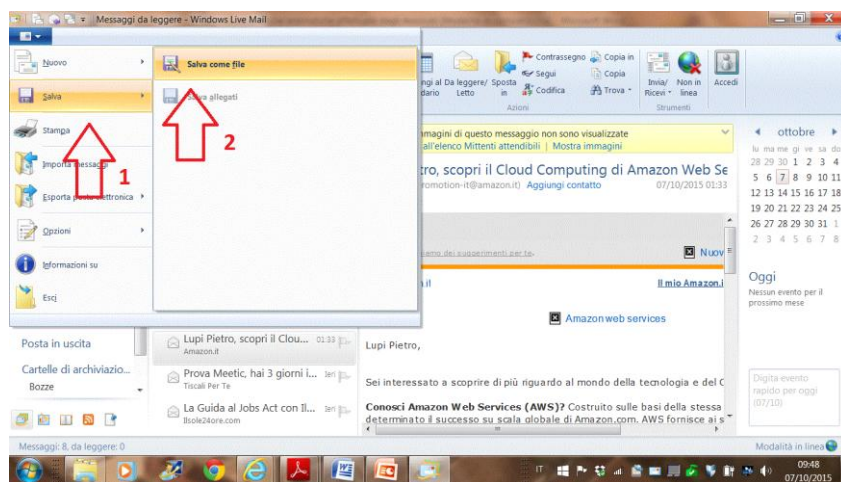 Messaggi da leggere - Windows Live Mail
Nuovo
Salva
Stampa
Importa messaggi
Esporta posta elettronica
Opzioni
Informazioni su
Esci
Salva come file
Salva allegati
1
2
Da leggere/
Letto
Sposta
in
Contrassegno
Segui
Codifica
Copia in
Copia
Trova
Azioni
Invia/
Ricevi
Non in
linea
Accedi
Strumenti
mmagini di questo messaggio non sono visualizzate
all'elenco Mittenti attendibili | Mostra immagini
tro, scopri il Cloud Computing di Amazon Web Se
romotion-it@amazon.it) Aggiungi contatto 07/10/2015 01:33
dei suggerimenti per te.
Nuov
Il mio Amazon.i
Amazon web services
Lupi Pietro,
Sei interessato a scoprire di più riguardo al mondo della tecnologia e del C
Conosci Amazon Web Services (AWS)? Costruito sulle basi della stessa
determinato il successo su scala globale di Amazon.com, AWS fornisce ai s
Posta in uscita
Cartelle di archiviazio...
Bozze
Lupi Pietro, scopri il Clou... 01:33
Amazon.it
Prova Meetic, hai 3 giorni i... Ieri
Tiscali Per Te
La Guida al Jobs Act con Il... Ieri
Ilsole24ore.com
ottobre
lu ma me gi ve sa do
28 29 30 1 2 3 4
5 6 7 8 9 10 11
12 13 14 15 16 17 18
19 20 21 22 23 24 25
26 27 28 29 30 31 1
2 3 4 5 6 7 8
Oggi
Nessun evento per il
prossimo mese
Digita evento
rapido per oggi
(07/10)
Messaggi: 8, da leggere: 0
Modalità in linea
IT
09:48
07/10/2015